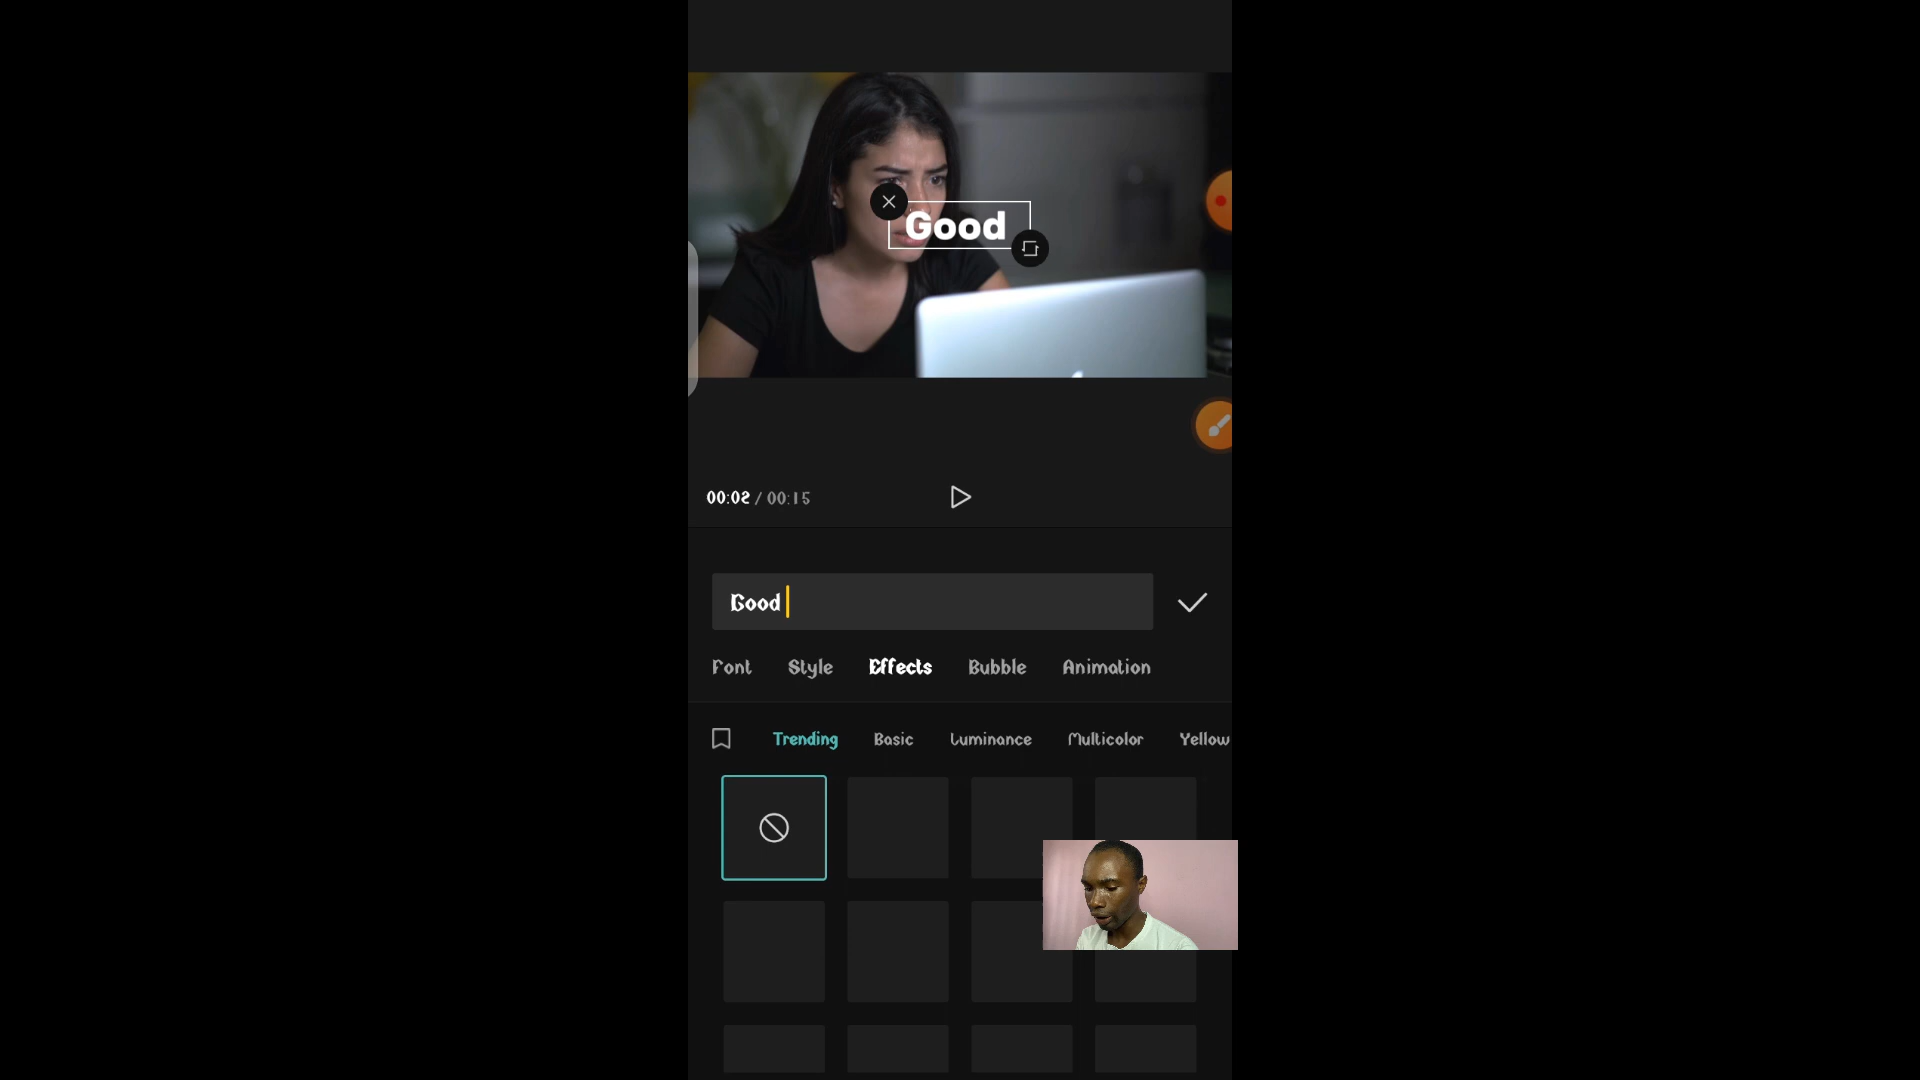 Good
00:02 / 00:15
Good
Font Style Effects Bubble Animation
Trending Basic Luminance Multicolor Yellow